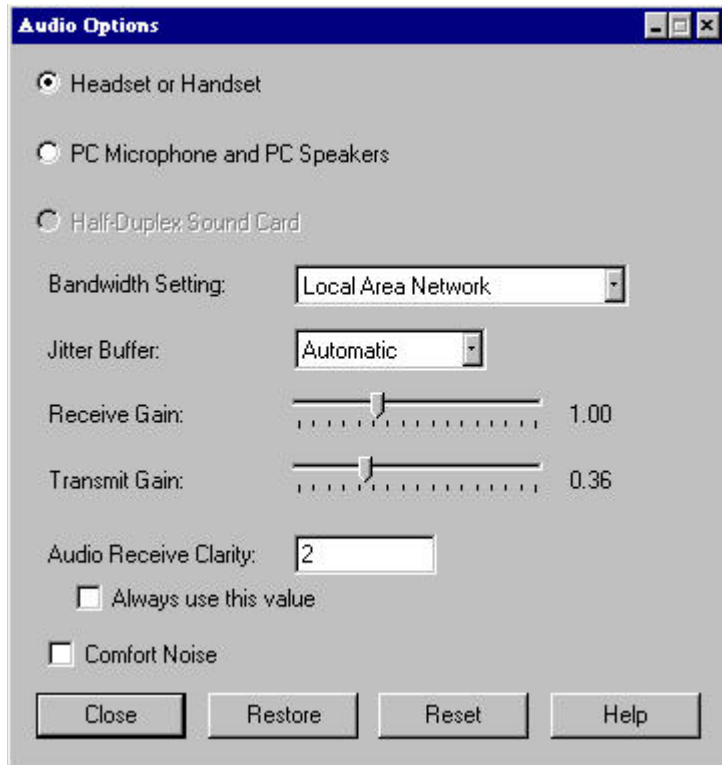 Audio Options
Headset or Handset
PC Microphone and PC Speakers
Half-Duplex Sound Card
Bandwidth Setting: Local Area Network
Jitter Buffer: Automatic
Receive Gain: 1.00
Transmit Gain: 0.36
Audio Receive Clarity: 2
Always use this value
Comfort Noise
Close Restore Reset Help